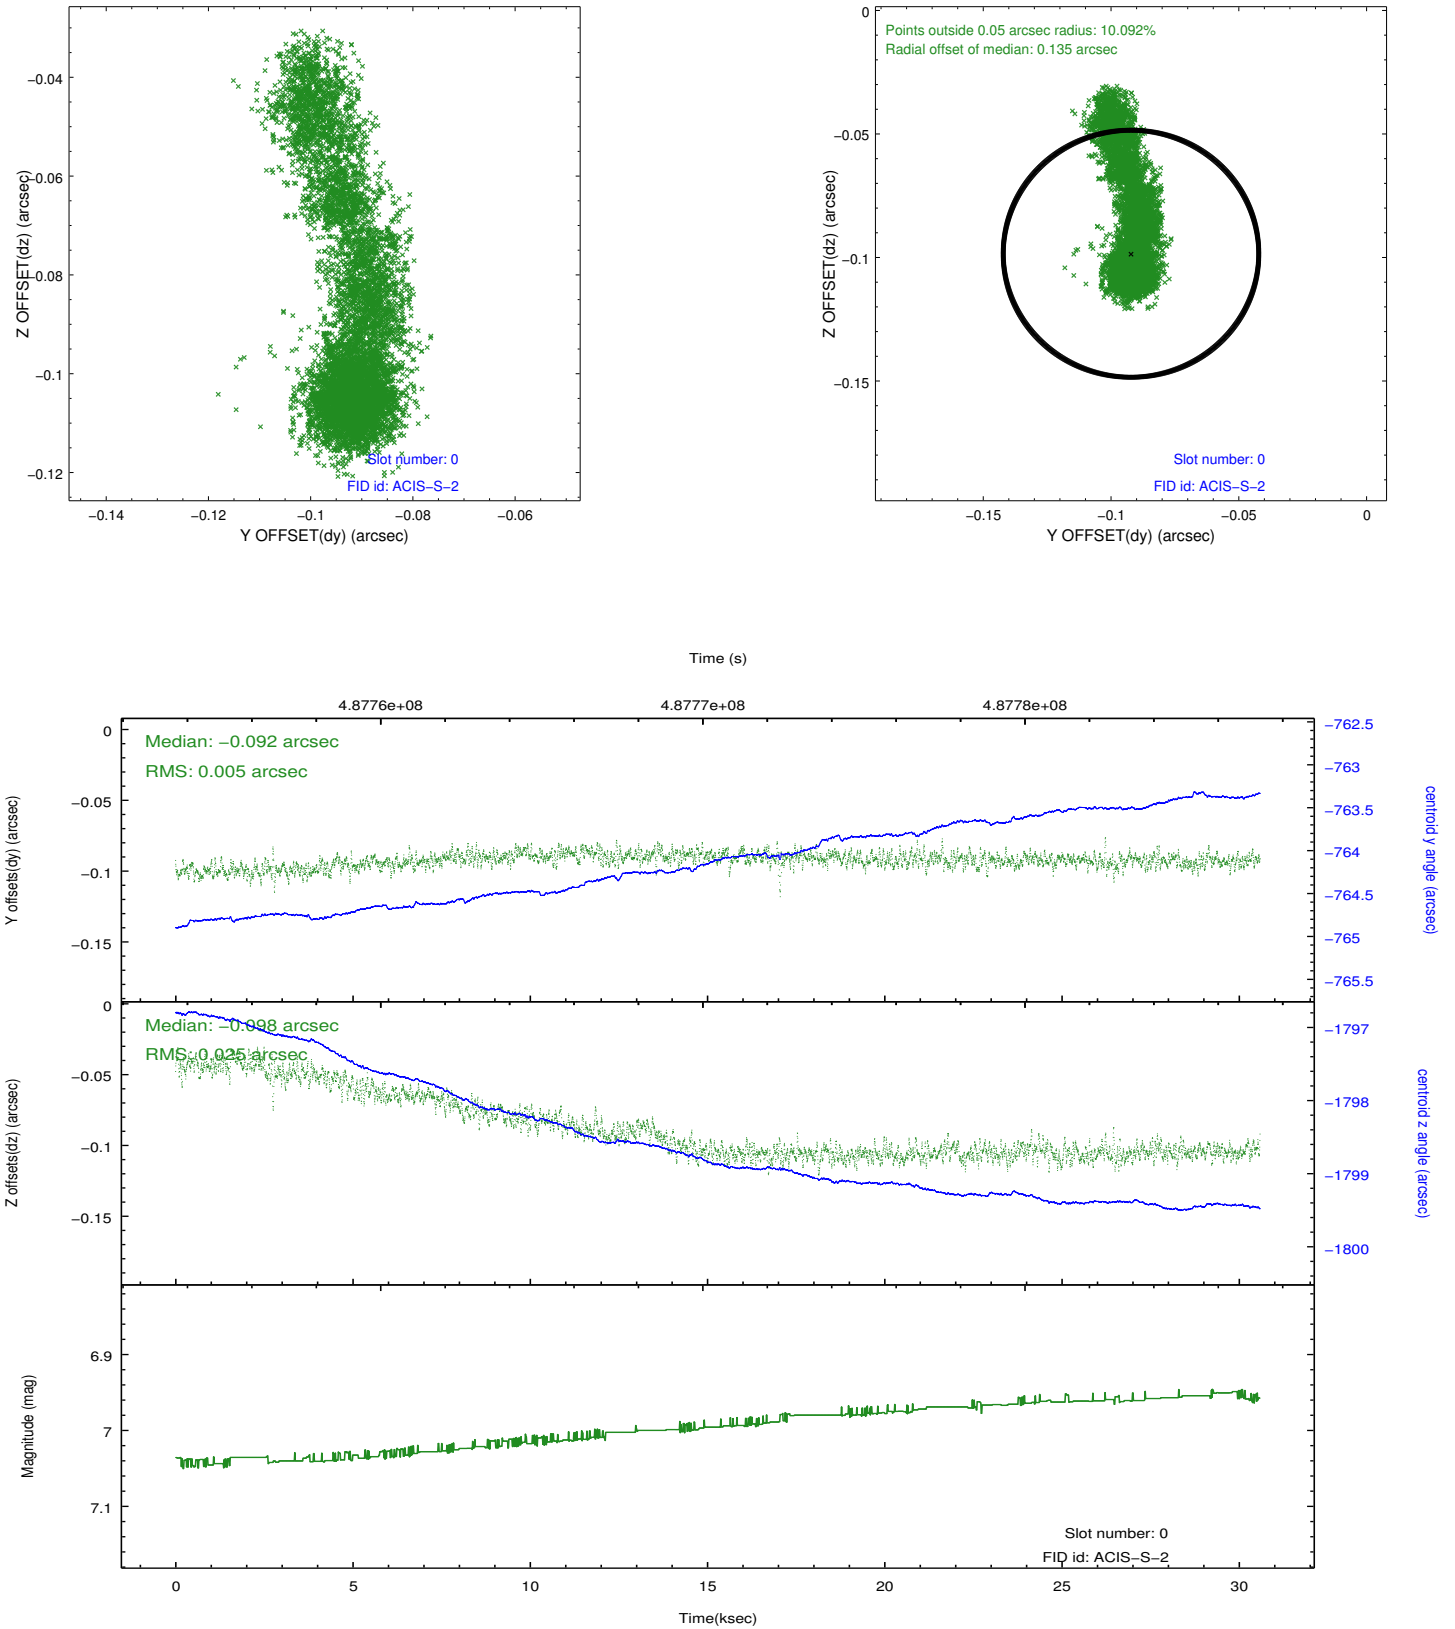 −0.04
−0.06
−0.08
−0.1
−0.12
Z OFFSET(dz) (arcsec)
Slot number: 0
FID id: ACIS−S−2
−0.14
−0.12
−0.1
−0.08
−0.06
Y OFFSET(dy) (arcsec)
Points outside 0.05 arcsec radius: 10.092%
Radial offset of median: 0.135 arcsec
0
−0.05
−0.1
−0.15
Z OFFSET(dz) (arcsec)
Slot number: 0
FID id: ACIS−S−2
−0.15
−0.1
−0.05
0
Y OFFSET(dy) (arcsec)
Time (s)
4.8776e+08
4.8777e+08
4.8778e+08
Median: −0.092 arcsec
RMS: 0.005 arcsec
0
−0.05
−0.1
−0.15
Y offsets(dy) (arcsec)
−762.5
−763
−763.5
−764
−764.5
−765
−765.5
centroid y angle (arcsec)
Median: −0.098 arcsec
RMS: 0.025 arcsec
0
−0.05
−0.1
−0.15
Z offsets(dz) (arcsec)
−1797
−1798
−1799
−1800
centroid z angle (arcsec)
6.9
7
7.1
Magnitude (mag)
Slot number: 0
FID id: ACIS−S−2
0
5
10
15
20
25
30
Time(ksec)